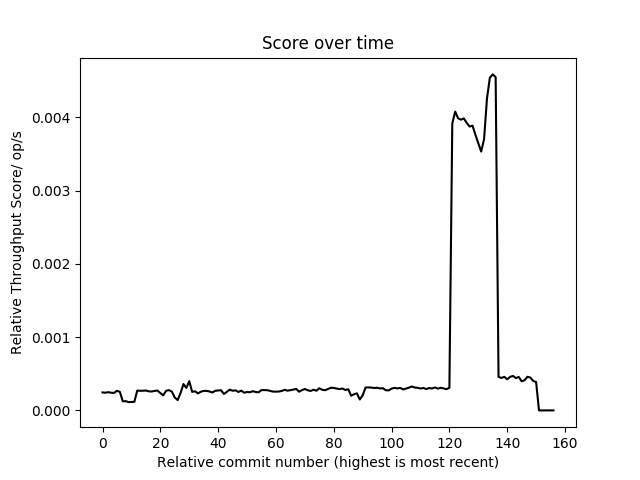 Score over time
Relative Throughput Score/ op/s
0.004
0.003
0.002
0.001
0.000
0 20 40 60 80 100 120 140 160
Relative commit number (highest is most recent)